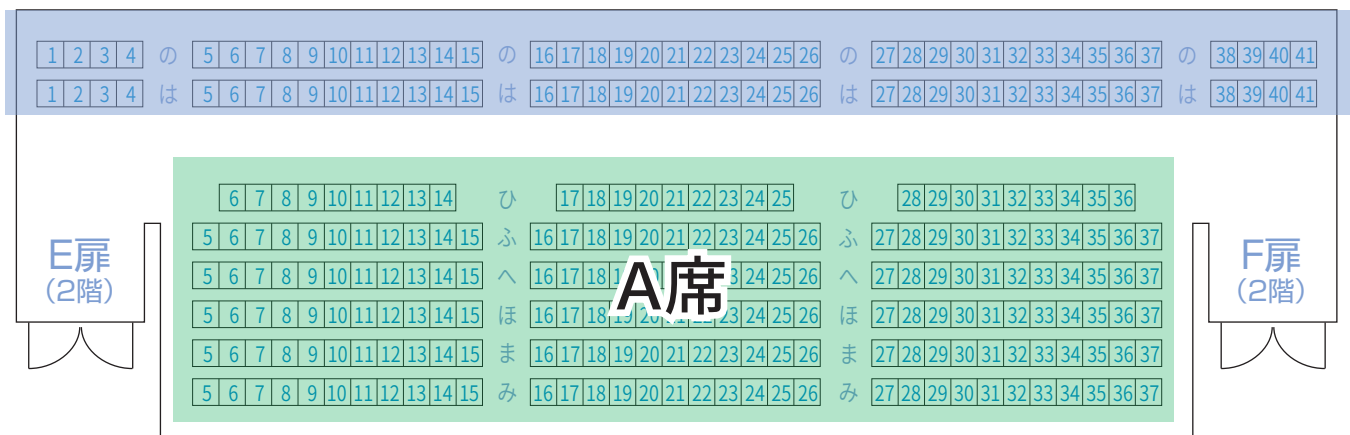 1 2 3 4 の 5 6 7 8 9 10 11 12 13 14 15 の 16 17 18 19 20 21 22 23 24 25 26 の 27 28 29 30 31 32 33 34 35 36 37 の 38 39 40 41
1 2 3 4 は 5 6 7 8 9 10 11 12 13 14 15 は 16 17 18 19 20 21 22 23 24 25 26 は 27 28 29 30 31 32 33 34 35 36 37 は 38 39 40 41
6 7 8 9 10 11 12 13 14 ひ 17 18 19 20 21 22 23 24 25 ひ 28 29 30 31 32 33 34 35 36
5 6 7 8 9 10 11 12 13 14 15 ふ 16 17 18 19 20 21 22 23 24 25 26 ふ 27 28 29 30 31 32 33 34 35 36 37
E扉
(2階)
5 6 7 8 9 10 11 12 13 14 15 へ 16 17 18 23 24 25 26 へ 27 28 29 30 31 32 33 34 35 36 37
A席
F扉
(2階)
5 6 7 8 9 10 11 12 13 14 15 ほ 16 17 18 19 20 21 22 23 24 25 26 ほ 27 28 29 30 31 32 33 34 35 36 37
5 6 7 8 9 10 11 12 13 14 15 ま 16 17 18 19 20 21 22 23 24 25 26 ま 27 28 29 30 31 32 33 34 35 36 37
5 6 7 8 9 10 11 12 13 14 15 み 16 17 18 19 20 21 22 23 24 25 26 み 27 28 29 30 31 32 33 34 35 36 37